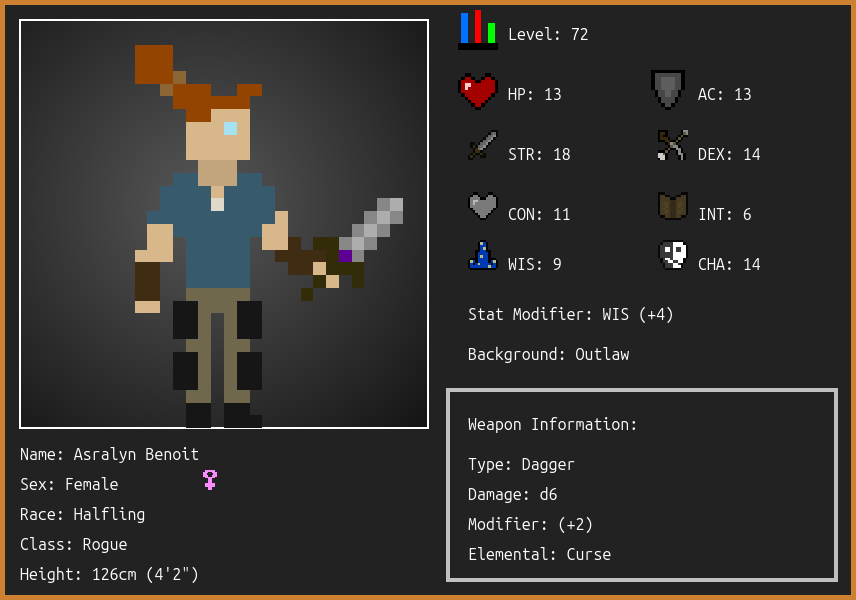 Level: 72
HP: 13
AC: 13
STR: 18
DEX: 14
CON: 11
INT: 6
WIS: 9
CHA: 14
Stat Modifier: WIS (+4)
Background: Outlaw
Weapon Information:
Type: Dagger
Damage: d6
Modifier: (+2)
Elemental: Curse
Name: Asralyn Benoit
Sex: Female
Race: Halfling
Class: Rogue
Height: 126cm (4'2")